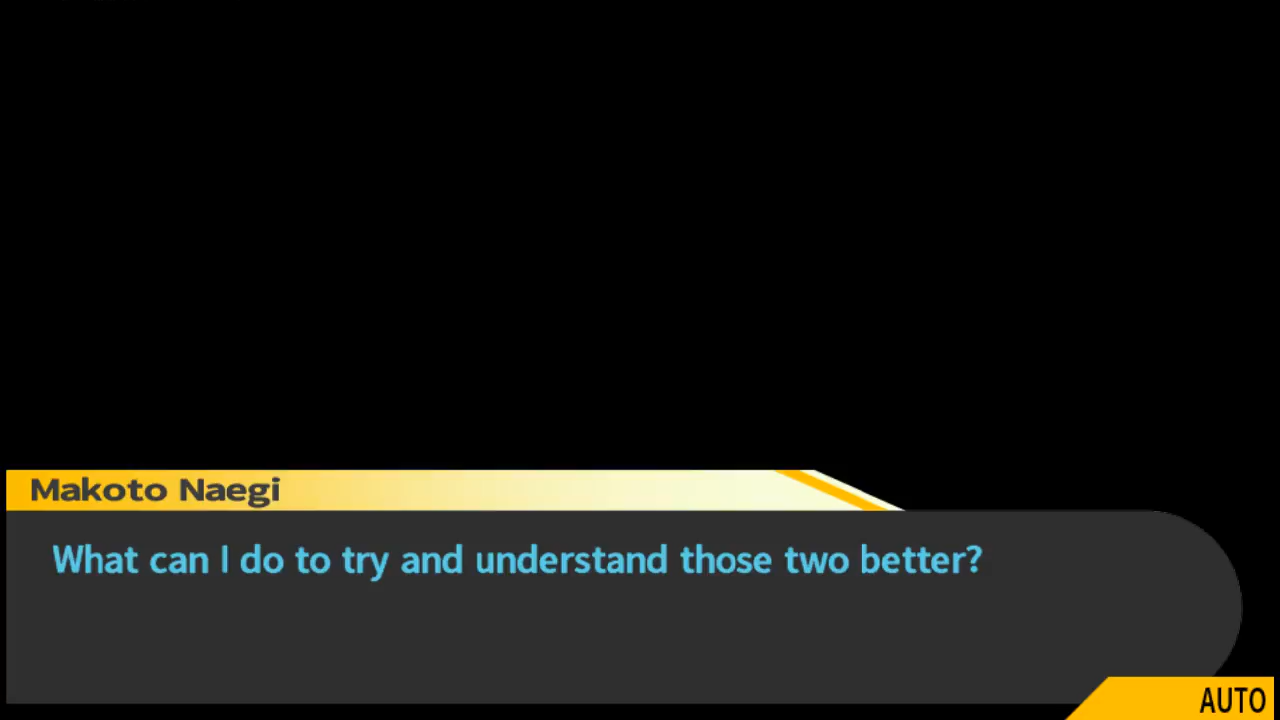 Makoto Naegi
What can I do to try and understand those two better?
AUTO